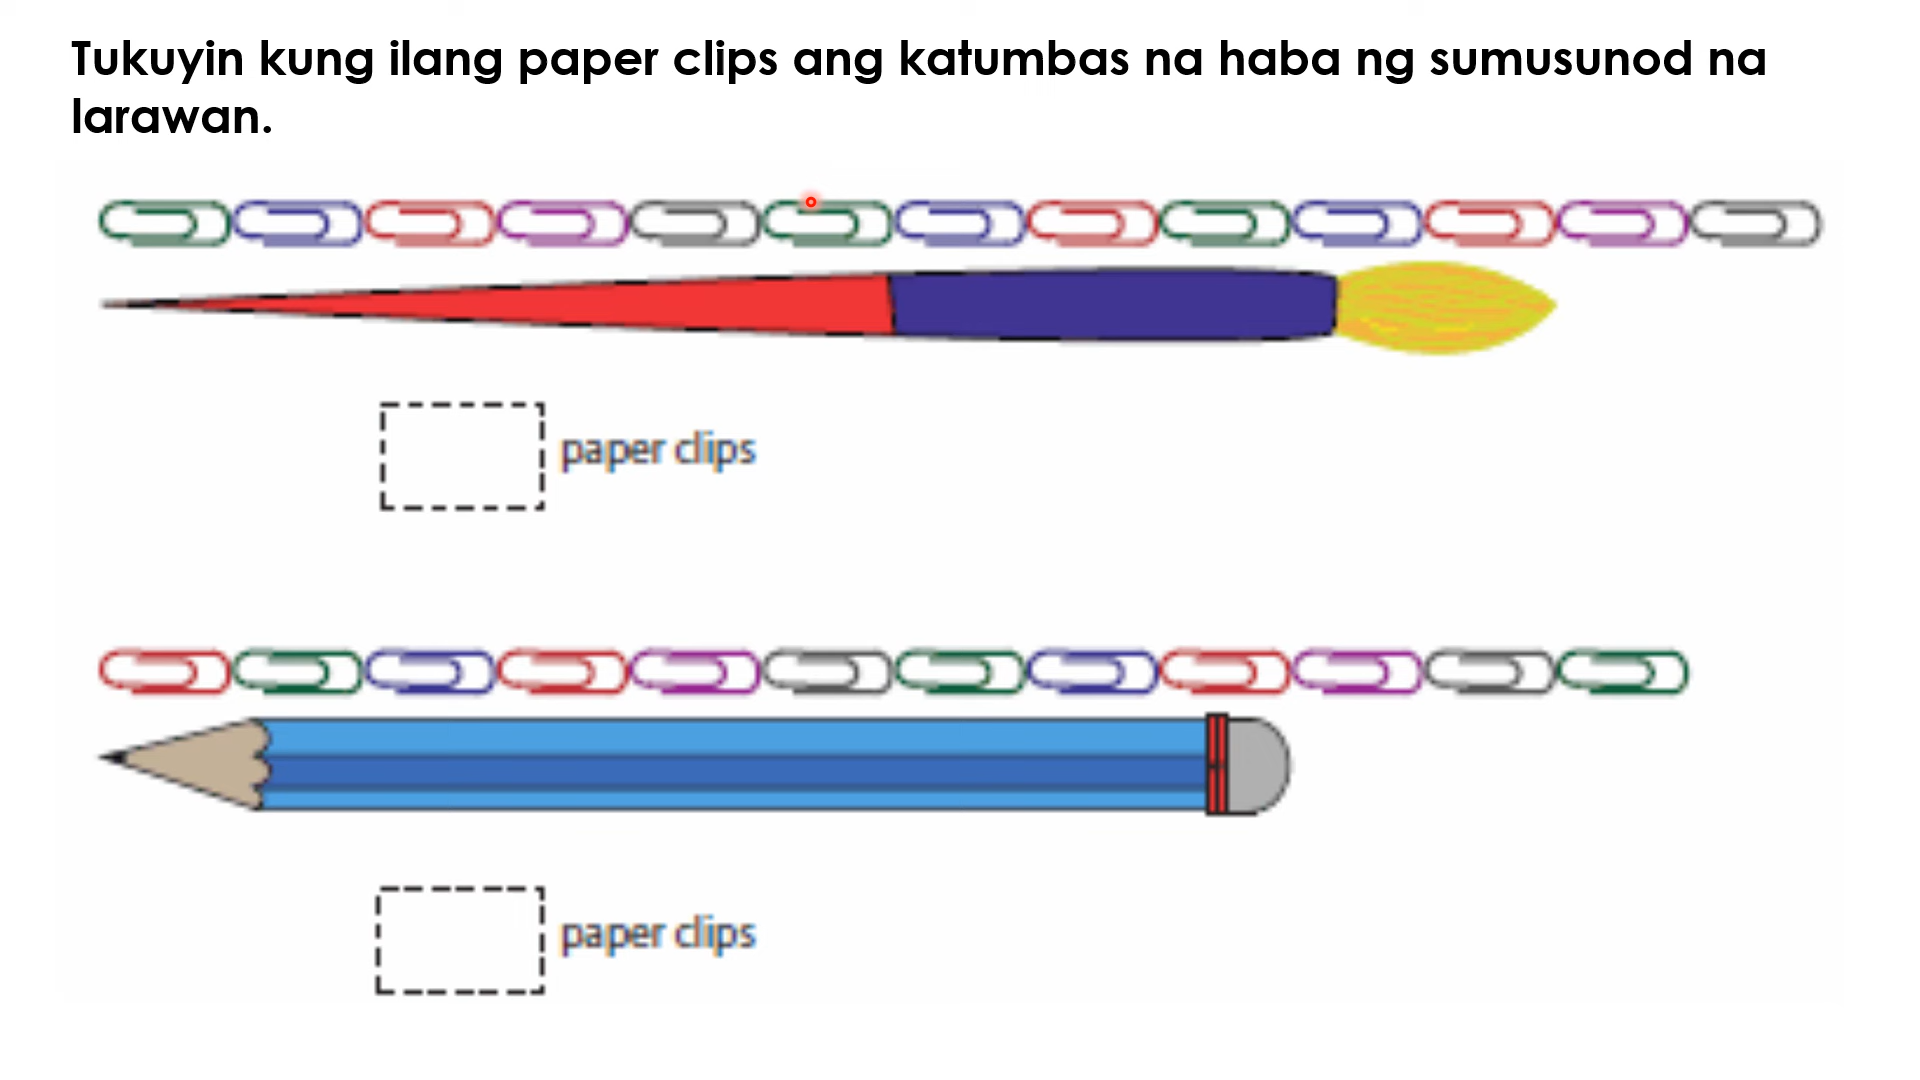 Tukuyin kung ilang paper clips ang katumbas na haba ng sumusunod na
larawan.
paper clips
paper clips